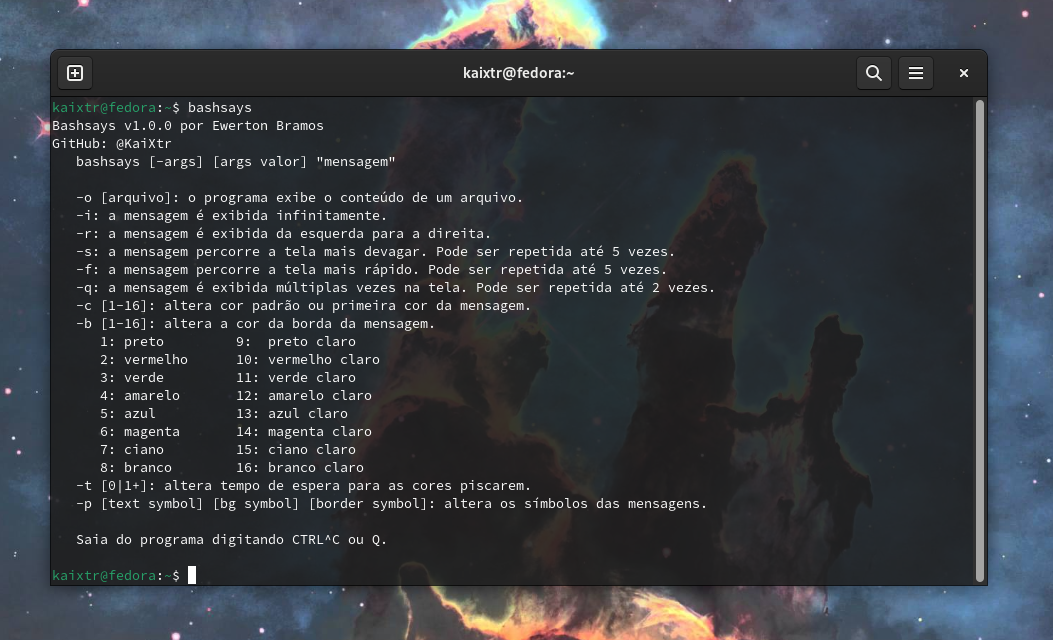 kaixtr@fedora:~
kaixtr@fedora:~$ bashsays
Bashsays v1.0.0 por Ewerton Bramos
GitHub: @KaiXtr
   bashsays [-args] [args valor] "mensagem"

   -o [arquivo]: o programa exibe o conteúdo de um arquivo.
   -i: a mensagem é exibida infinitamente.
   -r: a mensagem é exibida da esquerda para a direita.
   -s: a mensagem percorre a tela mais devagar. Pode ser repetida até 5 vezes.
   -f: a mensagem percorre a tela mais rápido. Pode ser repetida até 5 vezes.
   -q: a mensagem é exibida múltiplas vezes na tela. Pode ser repetida até 2 vezes.
   -c [1-16]: altera cor padrão ou primeira cor da mensagem.
   -b [1-16]: altera a cor da borda da mensagem.
      1: preto         9:  preto claro
      2: vermelho      10: vermelho claro
      3: verde         11: verde claro
      4: amarelo       12: amarelo claro
      5: azul          13: azul claro
      6: magenta       14: magenta claro
      7: ciano         15: ciano claro
      8: branco        16: branco claro
   -t [0|1+]: altera tempo de espera para as cores piscarem.
   -p [text symbol] [bg symbol] [border symbol]: altera os símbolos das mensagens.

   Saia do programa digitando CTRL^C ou Q.

kaixtr@fedora:~$